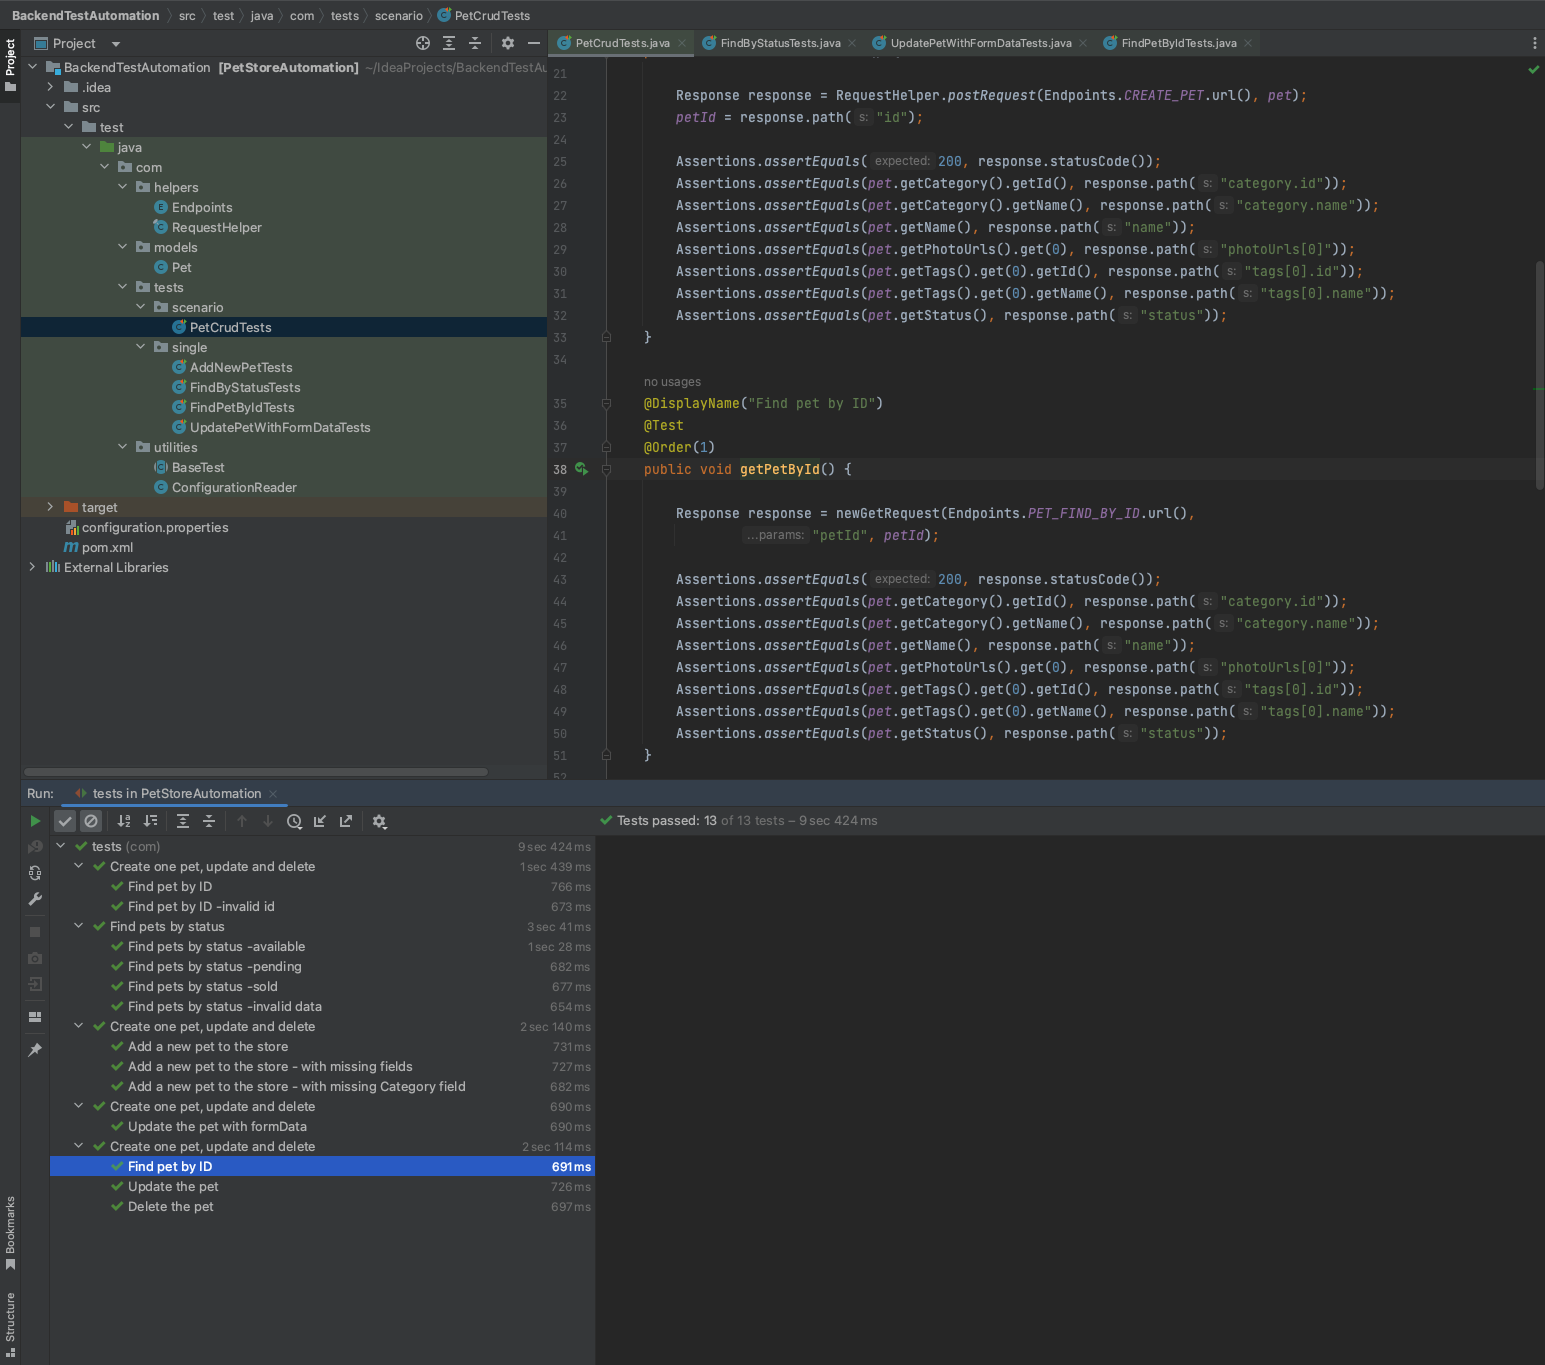 BackendTestAutomation src test java com tests scenario PetCrudTests
Project
Project
BackendTestAutomation [PetStoreAutomation] ~/IdeaProjects/BackendTestAu
.idea
src
test
java
com
helpers
Endpoints
RequestHelper
models
Pet
tests
scenario
PetCrudTests
single
AddNewPetTests
FindByStatusTests
FindPetByIdTests
UpdatePetWithFormDataTests
utilities
BaseTest
ConfigurationReader
target
configuration.properties
pom.xml
External Libraries
PetCrudTests.java FindByStatusTests.java UpdatePetWithFormDataTests.java FindPetByIdTests.java
21
22 Response response = RequestHelper.postRequest(Endpoints.CREATE_PET.url(), pet);
23 petId = response.path( s: "id");
24
25 Assertions.assertEquals( expected: 200, response.statusCode());
26 Assertions.assertEquals(pet.getCategory().getId(), response.path( s: "category.id"));
27 Assertions.assertEquals(pet.getCategory().getName(), response.path( s: "category.name"));
28 Assertions.assertEquals(pet.getName(), response.path( s: "name"));
29 Assertions.assertEquals(pet.getPhotoUrls().get(0), response.path( s: "photoUrls[0]"));
30 Assertions.assertEquals(pet.getTags().get(0).getId(), response.path( s: "tags[0].id"));
31 Assertions.assertEquals(pet.getTags().get(0).getName(), response.path( s: "tags[0].name"));
32 Assertions.assertEquals(pet.getStatus(), response.path( s: "status"));
33 }
34
no usages
35 @DisplayName("Find pet by ID")
36 @Test
37 @Order(1)
38 public void getPetById() {
39
40 Response response = newGetRequest(Endpoints.PET_FIND_BY_ID.url(),
41 ...params: "petId", petId);
42
43 Assertions.assertEquals( expected: 200, response.statusCode());
44 Assertions.assertEquals(pet.getCategory().getId(), response.path( s: "category.id"));
45 Assertions.assertEquals(pet.getCategory().getName(), response.path( s: "category.name"));
46 Assertions.assertEquals(pet.getName(), response.path( s: "name"));
47 Assertions.assertEquals(pet.getPhotoUrls().get(0), response.path( s: "photoUrls[0]"));
48 Assertions.assertEquals(pet.getTags().get(0).getId(), response.path( s: "tags[0].id"));
49 Assertions.assertEquals(pet.getTags().get(0).getName(), response.path( s: "tags[0].name"));
50 Assertions.assertEquals(pet.getStatus(), response.path( s: "status"));
51 }
52
Run: tests in PetStoreAutomation
Tests passed: 13 of 13 tests – 9 sec 424 ms
tests (com) 9 sec 424 ms
Create one pet, update and delete 1 sec 439 ms
Find pet by ID 766 ms
Find pet by ID -invalid id 673 ms
Find pets by status 3 sec 41 ms
Find pets by status -available 1 sec 28 ms
Find pets by status -pending 682 ms
Find pets by status -sold 677 ms
Find pets by status -invalid data 654 ms
Create one pet, update and delete 2 sec 140 ms
Add a new pet to the store 731 ms
Add a new pet to the store - with missing fields 727 ms
Add a new pet to the store - with missing Category field 682 ms
Create one pet, update and delete 690 ms
Update the pet with formData 690 ms
Create one pet, update and delete 2 sec 114 ms
Find pet by ID 691 ms
Update the pet 726 ms
Delete the pet 697 ms
Bookmarks
Structure